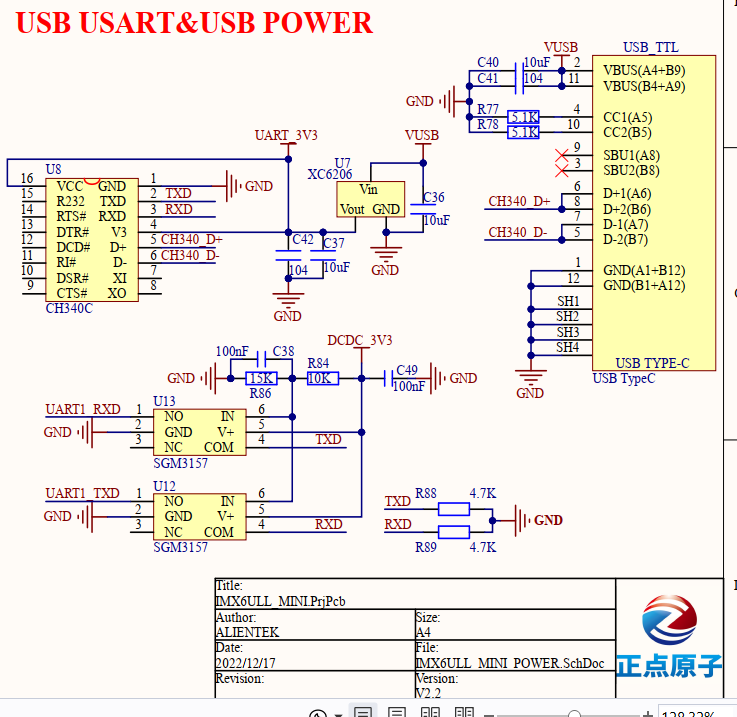 USB USART&USB POWER
VUSB
USB_TTL
C40
10uF
2
VBUS(A4+B9)
C41
104
11
VBUS(B4+A9)
GND
R77
5.1K
4
CC1(A5)
R78
5.1K
10
CC2(B5)
9
SBU1(A8)
3
SBU2(B8)
6
D+1(A6)
CH340_D+
8
D+2(B6)
7
D-1(A7)
CH340_D-
5
D-2(B7)
1
GND(A1+B12)
12
GND(B1+A12)
SH1
SH2
SH3
SH4
USB TYPE-C
USB TypeC
GND
UART_3V3
VUSB
U8
16
VCC
GND
1
GND
15
R232
TXD
2
TXD
14
RTS#
RXD
3
RXD
13
DTR#
V3
4
12
DCD#
D+
5
CH340_D+
11
RI#
D-
6
CH340_D-
10
DSR#
XI
7
9
CTS#
XO
8
CH340C
U7
XC6206
Vin
Vout GND
C36
10uF
GND
C42
C37
104
10uF
GND
DCDC_3V3
100nF
C38
R84
GND
15K
10K
R86
C49
100nF
GND
U13
UART1_RXD
1
NO
IN
6
GND
2
GND
V+
5
3
NC
COM
4
TXD
SGM3157
U12
UART1_TXD
1
NO
IN
6
GND
2
GND
V+
5
3
NC
COM
4
RXD
SGM3157
TXD
R88
4.7K
RXD
GND
R89
4.7K
Title:
IMX6ULL_MINI.PrjPcb
Author:
ALIENTEK
Size:
A4
Date:
2022/12/17
File:
IMX6ULL_MINI_POWER.SchDoc
Revision:
Version:
V2.2
正点原子